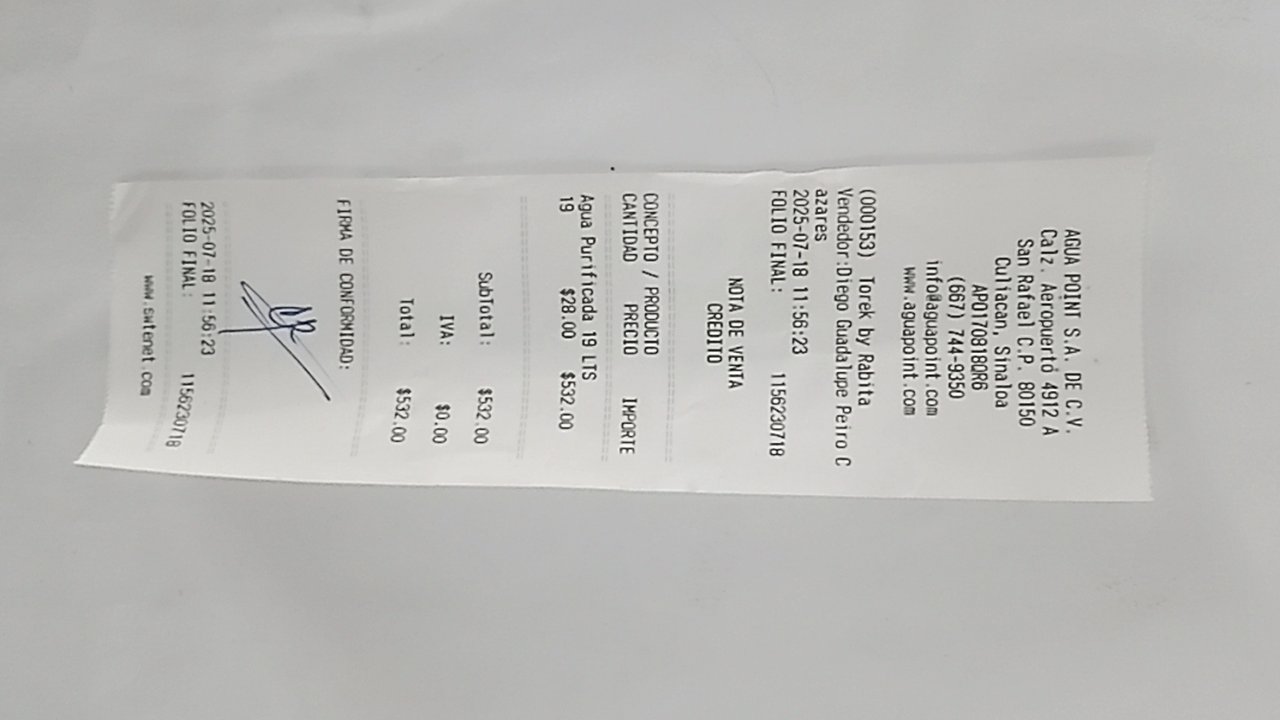 AGUA POINT S.A. DE C.V.
Calz. Aeropuerto 4912 A
San Rafael C.P. 80150
Culiacan, Sinaloa
APO170818QR6
(667) 744-9350
info@aguapoint.com
www.aguapoint.com
(000153) Torek by Rabita
Vendedor:Diego Guadalupe Peiro C
azares
2025-07-18 11:56:23
FOLIO FINAL: 1156230718
NOTA DE VENTA
CREDITO
CONCEPTO / PRODUCTO
CANTIDAD PRECIO IMPORTE
Agua Purificada 19 LTS
19 $28.00 $532.00
SubTotal: $532.00
IVA: $0.00
Total: $532.00
FIRMA DE CONFORMIDAD:
2025-07-18 11:56:23
FOLIO FINAL: 1156230718
www.swtenet.com